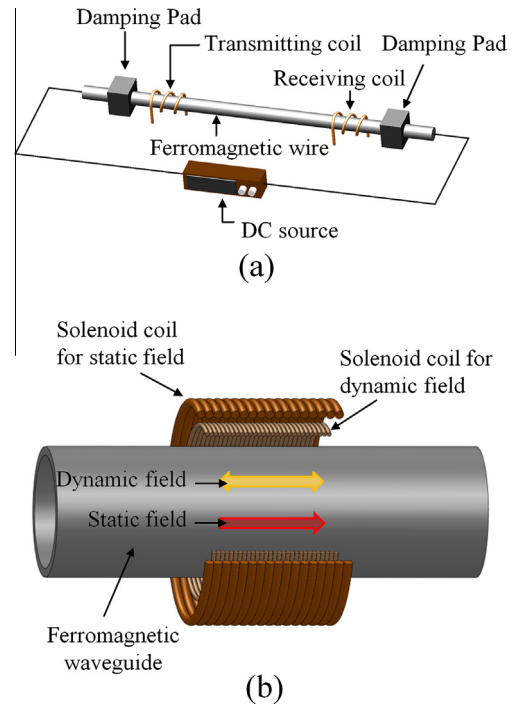 Damping Pad
Transmitting coil
Damping Pad
Receiving coil
Ferromagnetic wire
DC source
(a)
Solenoid coil
for static field
Solenoid coil for
dynamic field
Dynamic field
Static field
Ferromagnetic
waveguide
(b)